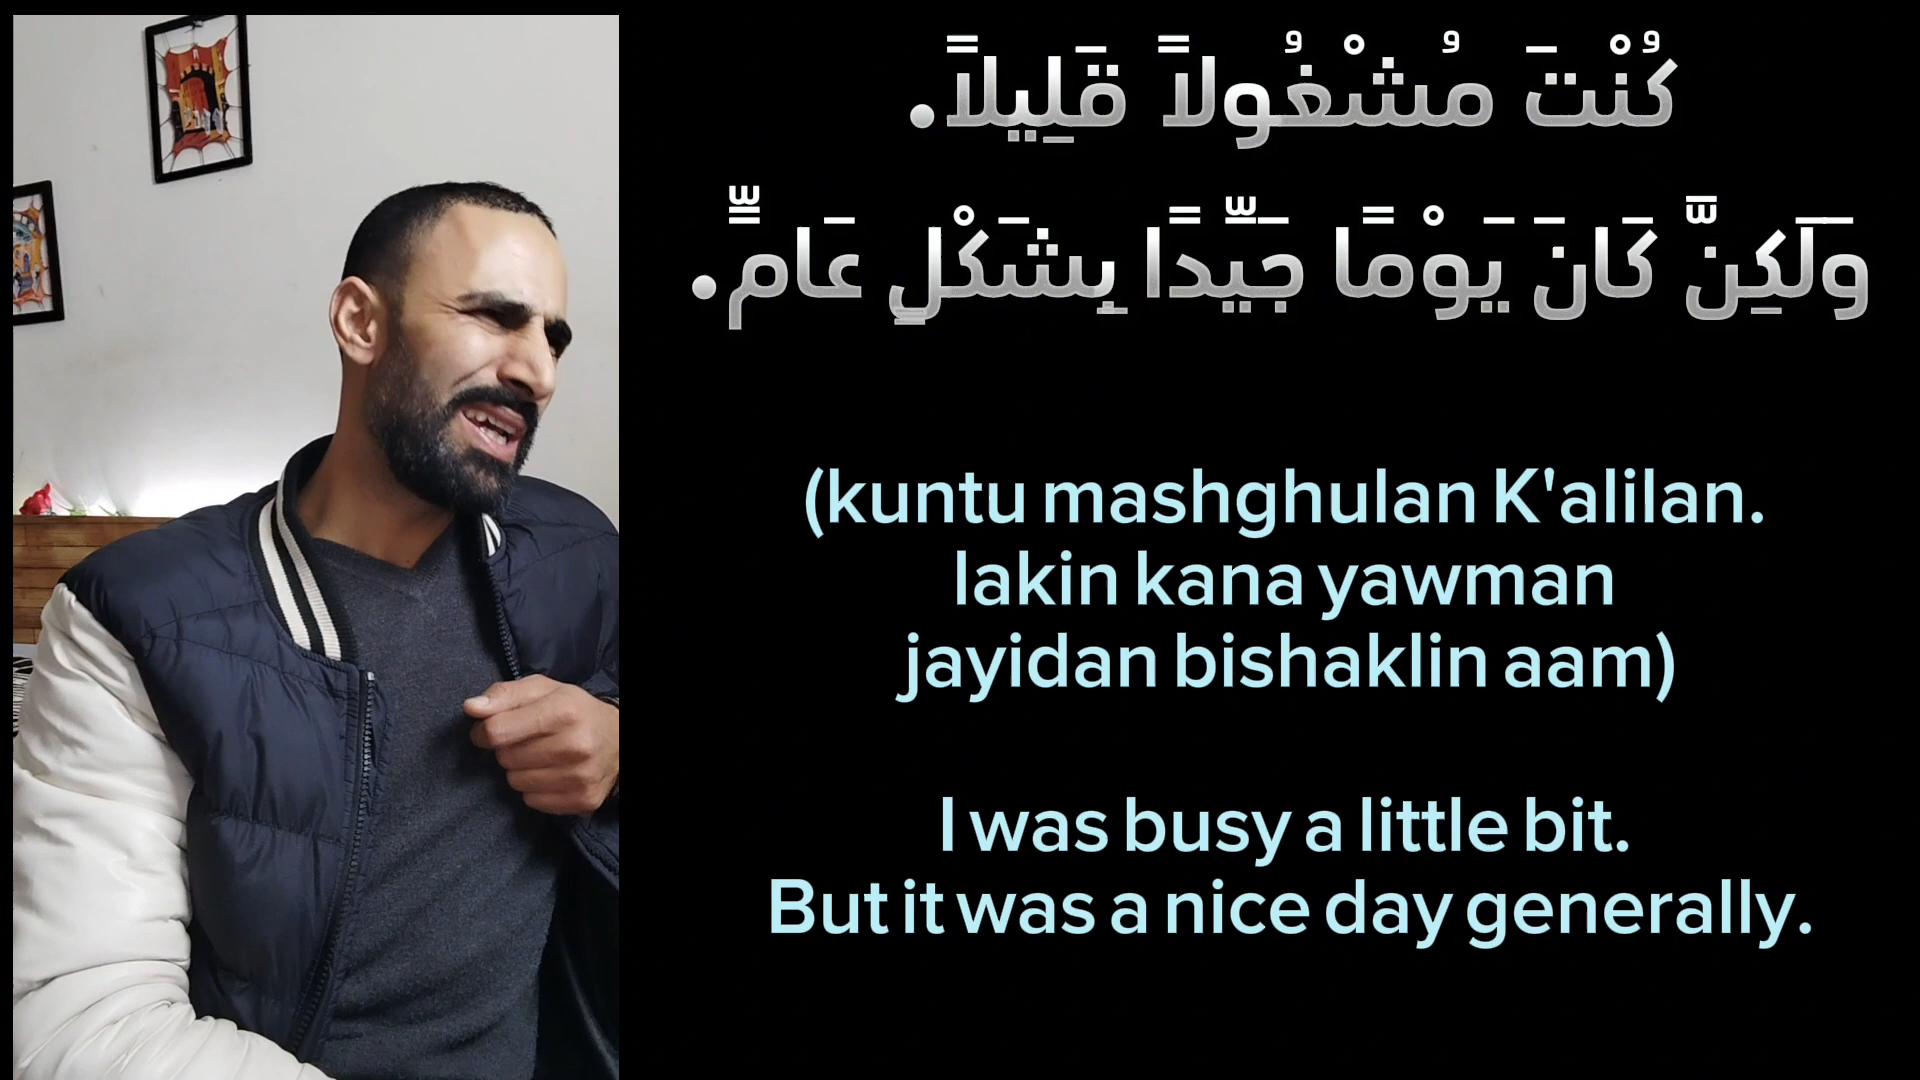 كُنْتَ مُشْغُولاً قَلِيلاً.
وَلَكِنَّ كَانَ يَوْمًا جَيِّدًا بِشَكْلٍ عَامًّ.
(kuntu mashghulan K'alilan.
lakin kana yawman
jayidan bishaklin aam)
I was busy a little bit.
But it was a nice day generally.